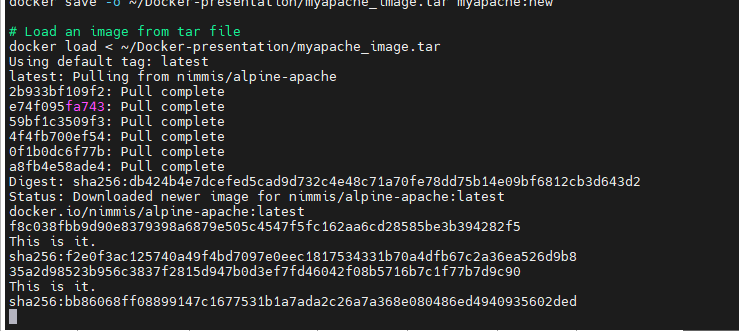 docker save -o ~/Docker-presentation/myapache_image.tar myapache:new
# Load an image from tar file
docker load < ~/Docker-presentation/myapache_image.tar
Using default tag: latest
latest: Pulling from nimmis/alpine-apache
2b933bf109f2: Pull complete
e74f095fa743: Pull complete
59bf1c3509f3: Pull complete
4f4fb700ef54: Pull complete
0f1b0dc6f77b: Pull complete
a8fb4e58ade4: Pull complete
Digest: sha256:db424b4e7dcefed5cad9d732c4e48c71a70fe78dd75b14e09bf6812cb3d643d2
Status: Downloaded newer image for nimmis/alpine-apache:latest
docker.io/nimmis/alpine-apache:latest
f8c038fbb9d90e8379398a6879e505c4547f5fc162aa6cd28585be3b394282f5
This is it.
sha256:f2e0f3ac125740a49f4bd7097e0eec1817534331b70a4dfb67c2a36ea526d9b8
35a2d98523b956c3837f2815d947b0d3ef7fd46042f08b5716b7c1f77b7d9c90
This is it.
sha256:bb86068ff08899147c1677531b1a7ada2c26a7a368e080486ed4940935602ded